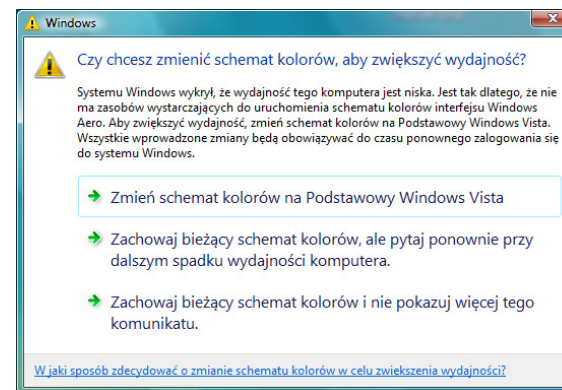 Windows
Czy chcesz zmienić schemat kolorów, aby zwiększyć wydajność?
Systemu Windows wykrył, że wydajność tego komputera jest niska. Jest tak dlatego, że nie
ma zasobów wystarczających do uruchomienia schematu kolorów interfejsu Windows
Aero. Aby zwiększyć wydajność, zmień schemat kolorów na Podstawowy Windows Vista.
Wszystkie wprowadzone zmiany będą obowiązywać do czasu ponownego zalogowania się
do systemu Windows.
Zmień schemat kolorów na Podstawowy Windows Vista
Zachowaj bieżący schemat kolorów, ale pytaj ponownie przy
dalszym spadku wydajności komputera.
Zachowaj bieżący schemat kolorów i nie pokazuj więcej tego
komunikatu.
W jaki sposób zdecydować o zmianie schematu kolorów w celu zwiekszenia wydajności?